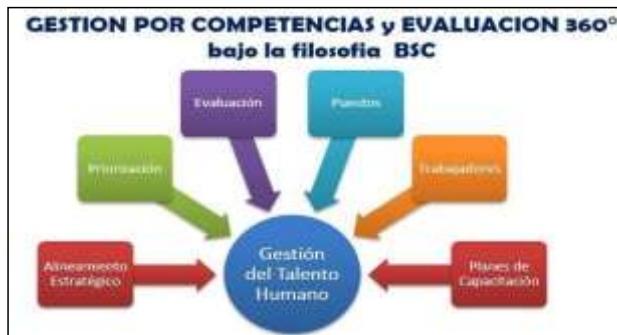 GESTION POR COMPETENCIAS y EVALUACION 360°
bajo la filosofia BSC
Evaluación
Puestos
Priorización
Trabajadores
Alineamiento
Estratégico
Gestión
del Talento
Humano
Planes de
Capacitación